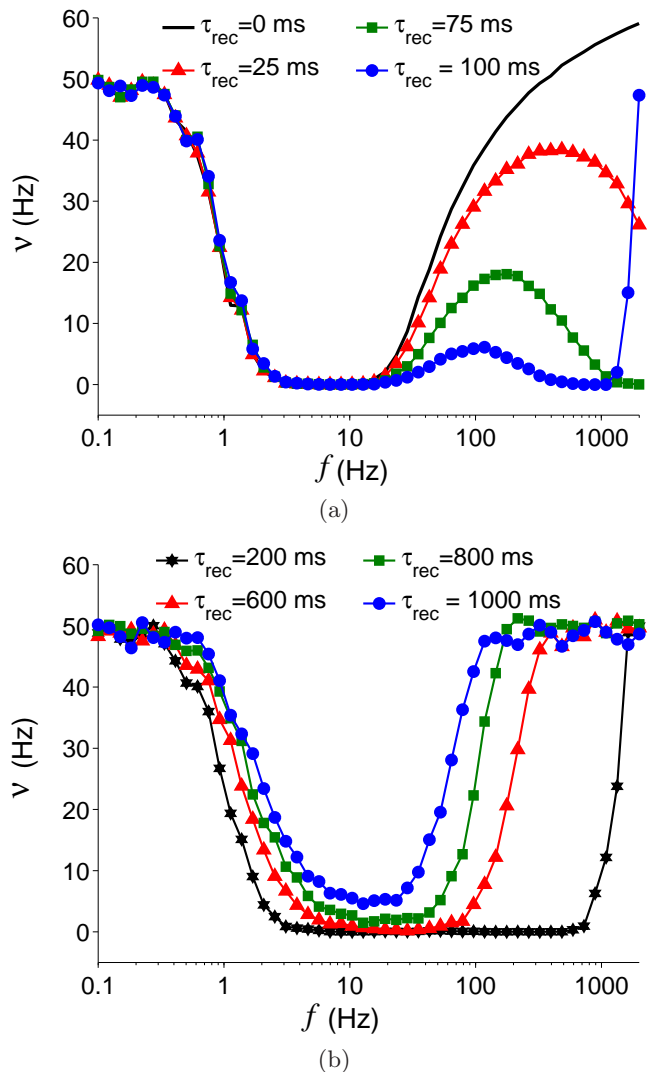 τrec=0 ms
τrec=75 ms
τrec=25 ms
τrec = 100 ms
60
50
40
30
20
10
0
ν (Hz)
0.1 1 10 100 1000
f (Hz)
(a)
τrec=200 ms
τrec=800 ms
τrec=600 ms
τrec = 1000 ms
60
50
40
30
20
10
0
ν (Hz)
0.1 1 10 100 1000
f (Hz)
(b)